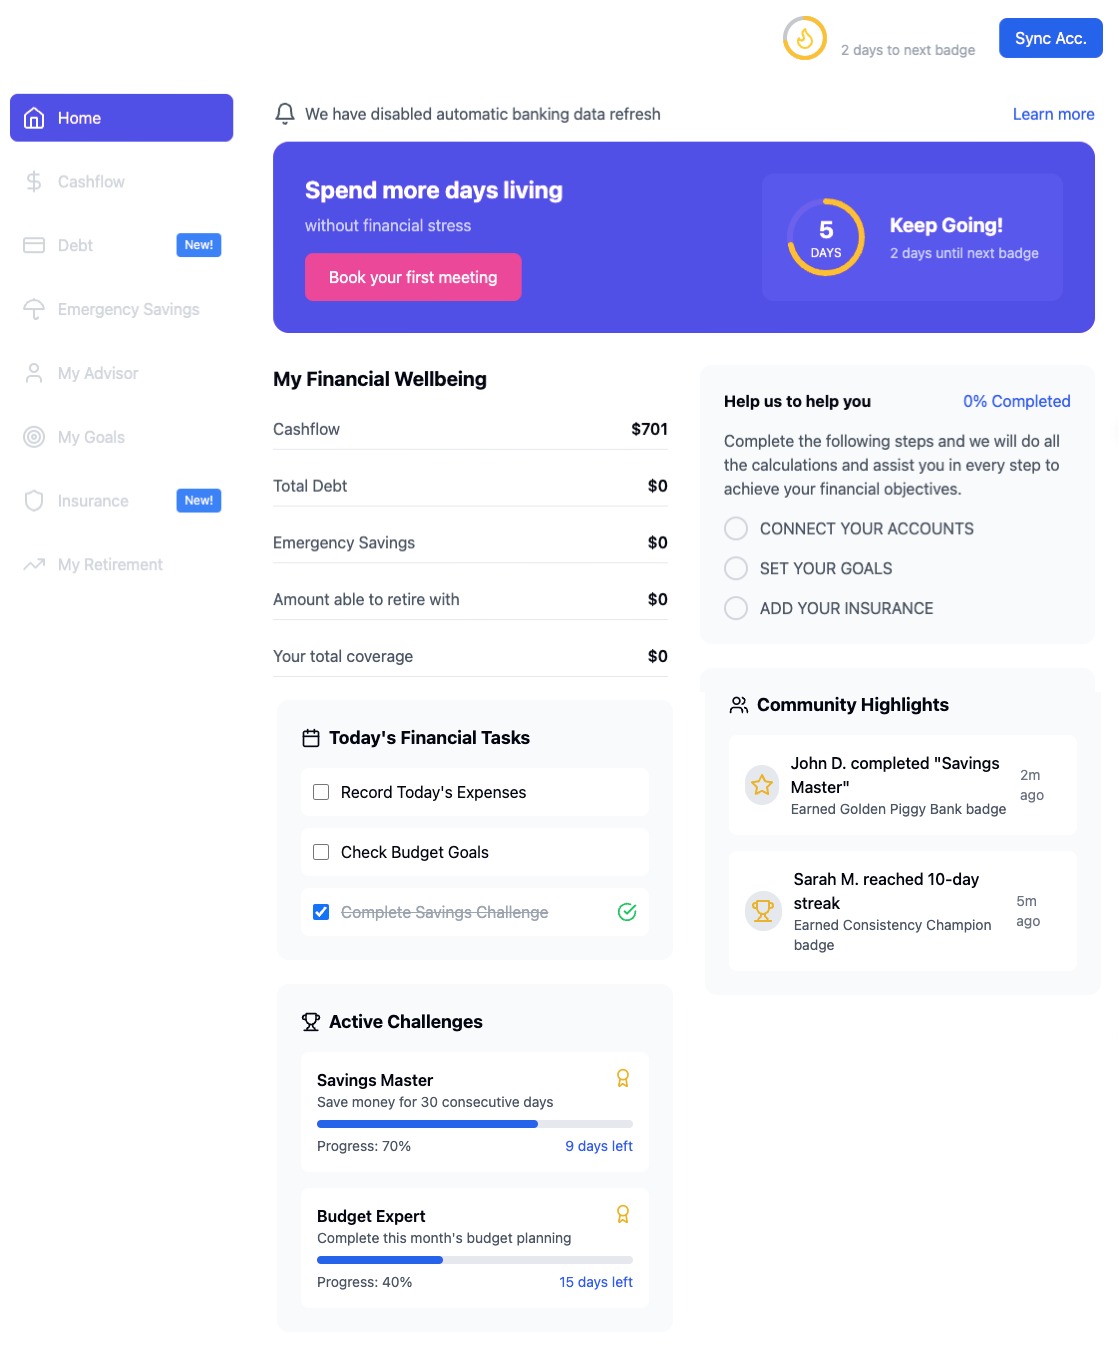 2 days to next badge
Sync Acc.
Home
Cashflow
Debt
New!
Emergency Savings
My Advisor
My Goals
Insurance
New!
My Retirement
We have disabled automatic banking data refresh
Learn more
Spend more days living
without financial stress
Book your first meeting
5
DAYS
Keep Going!
2 days until next badge
My Financial Wellbeing
Cashflow $701
Total Debt $0
Emergency Savings $0
Amount able to retire with $0
Your total coverage $0
Help us to help you
0% Completed
Complete the following steps and we will do all
the calculations and assist you in every step to
achieve your financial objectives.
CONNECT YOUR ACCOUNTS
SET YOUR GOALS
ADD YOUR INSURANCE
Today's Financial Tasks
Record Today's Expenses
Check Budget Goals
Complete Savings Challenge
Community Highlights
John D. completed "Savings
Master"
Earned Golden Piggy Bank badge
2m
ago
Sarah M. reached 10-day
streak
Earned Consistency Champion
badge
5m
ago
Active Challenges
Savings Master
Save money for 30 consecutive days
Progress: 70%
9 days left
Budget Expert
Complete this month's budget planning
Progress: 40%
15 days left